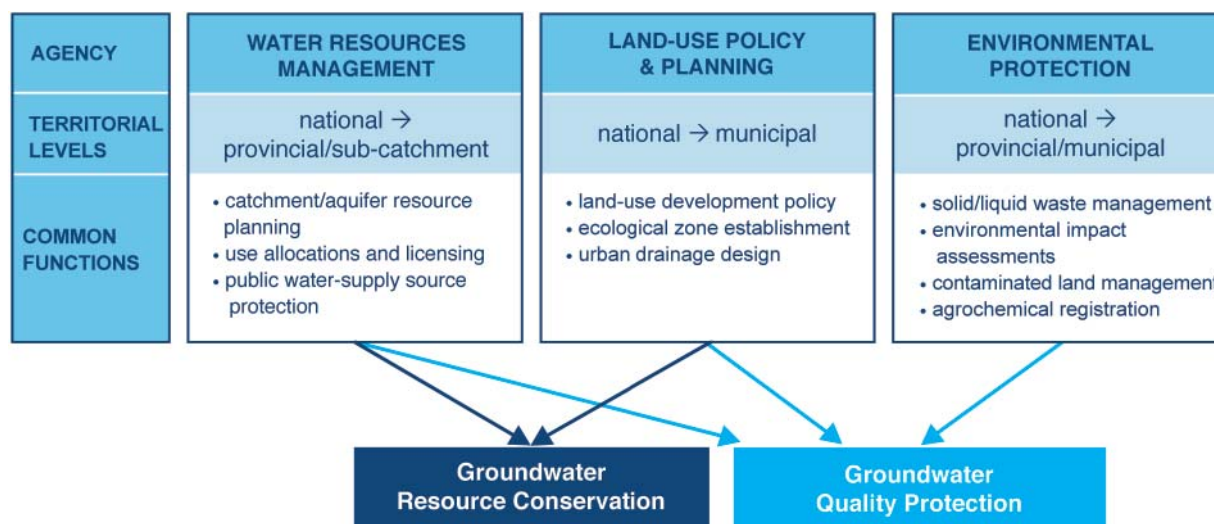 AGENCY
WATER RESOURCES
MANAGEMENT
LAND-USE POLICY
& PLANNING
ENVIRONMENTAL
PROTECTION
TERRITORIAL
LEVELS
national →
provincial/sub-catchment
national → municipal
national →
provincial/municipal
COMMON
FUNCTIONS
• catchment/aquifer resource
planning
• use allocations and licensing
• public water-supply source
protection
• land-use development policy
• ecological zone establishment
• urban drainage design
• solid/liquid waste management
• environmental impact
assessments
• contaminated land management
• agrochemical registration
Groundwater
Resource Conservation
Groundwater
Quality Protection